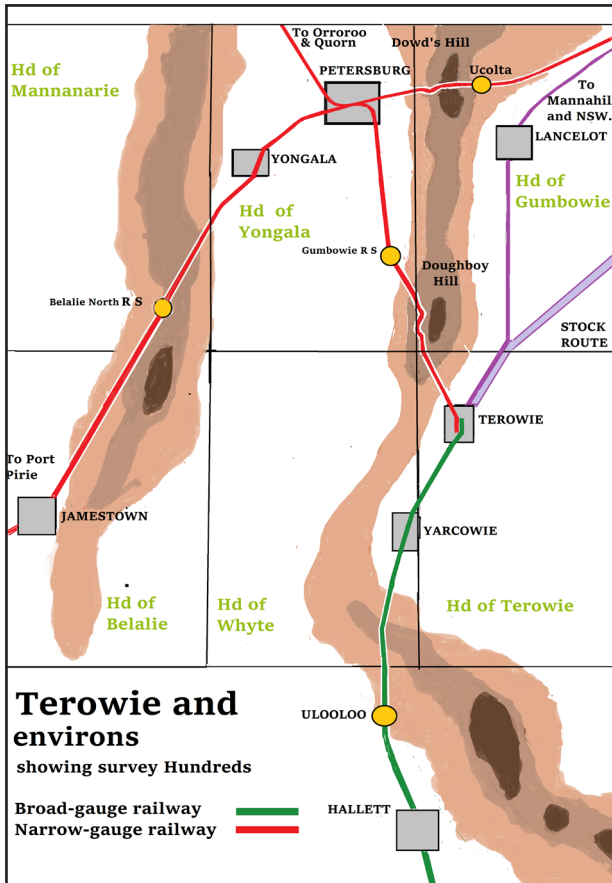 To Orroroo
& Quorn
Dowd's Hill
Hd of
Mannanarie
PETERSBURG
Ucolta
To
Mannahil
and NSW.
LANCELOT
YONGALA
Hd of
Gumbowie
Hd of
Yongala
Gumbowie R S
Doughboy
Hill
Belalie North R S
STOCK
ROUTE
TEROWIE
To Port
Pirie
JAMESTOWN
YARCOWIE
Hd of
Belalie
Hd of
Whyte
Hd of Terowie
Terowie and
environs
showing survey Hundreds
ULOOLOO
Broad-gauge railway
Narrow-gauge railway
HALLETT